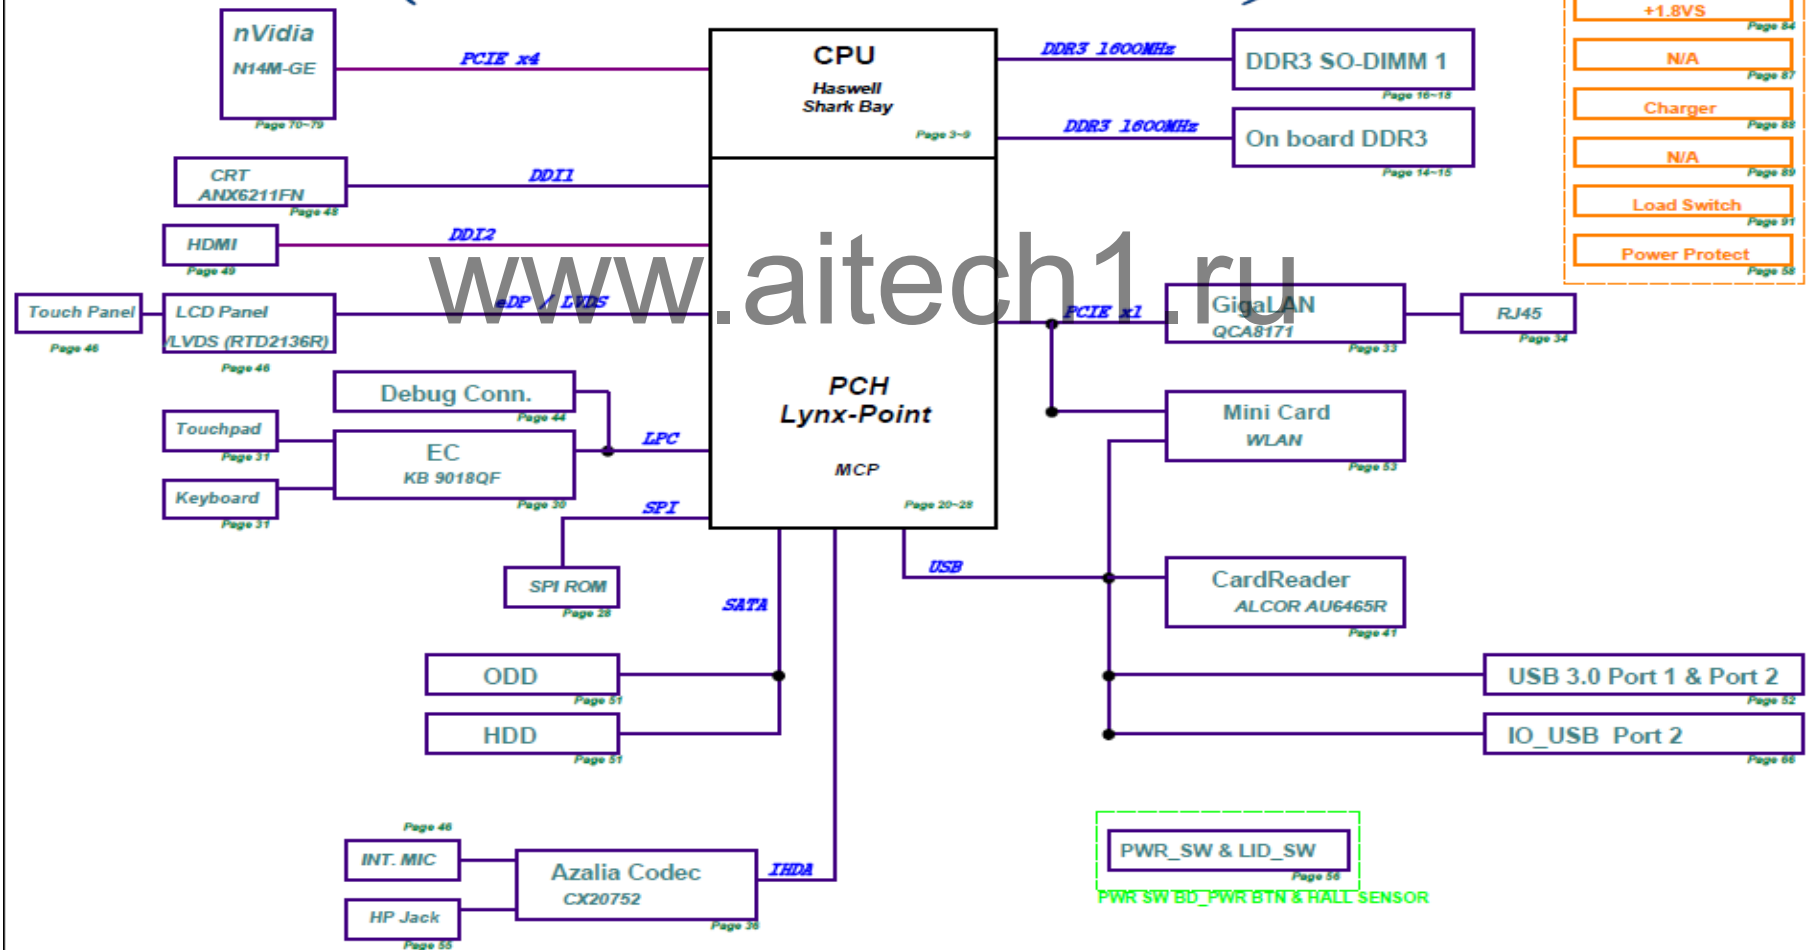 nVidia
N14M-GE
Page 70~79
PCIE x4
CPU
Haswell
Shark Bay
Page 3~9
DDR3 1600MHz
DDR3 SO-DIMM 1
Page 16~18
DDR3 1600MHz
On board DDR3
Page 14~15
+1.8VS
Page 84
N/A
Page 87
Charger
Page 88
N/A
Page 89
Load Switch
Page 91
Power Protect
Page 58
CRT
ANX6211FN
Page 48
DDI1
HDMI
Page 49
DDI2
www.aitech1.ru
Touch Panel
Page 46
LCD Panel
/LVDS (RTD2136R)
Page 46
eDP / LVDS
PCIE x1
GigaLAN
QCA8171
Page 33
RJ45
Page 34
Debug Conn.
Page 44
PCH
Lynx-Point
MCP
Page 20~28
Mini Card
WLAN
Page 53
Touchpad
Page 31
EC
KB 9018QF
Page 30
LPC
Keyboard
Page 31
SPI
SPI ROM
Page 28
USB
CardReader
ALCOR AU6465R
Page 41
SATA
ODD
Page 51
HDD
Page 51
USB 3.0 Port 1 & Port 2
Page 52
IO_USB Port 2
Page 66
Page 46
INT. MIC
HP Jack
Page 55
Azalia Codec
CX20752
Page 36
IHDA
PWR_SW & LID_SW
Page 56
PWR SW BD_PWR BTN & HALL SENSOR